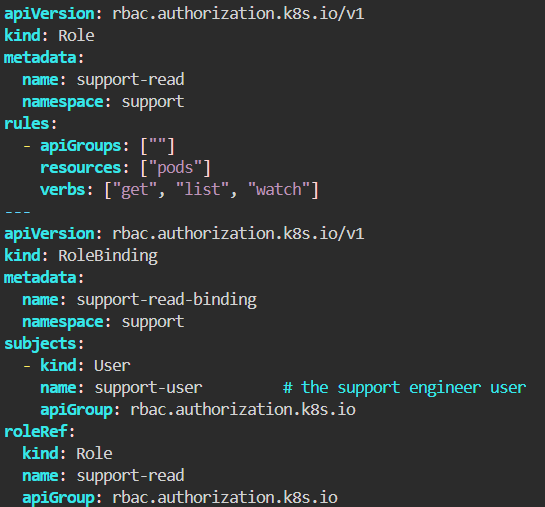 apiVersion: rbac.authorization.k8s.io/v1
kind: Role
metadata:
  name: support-read
  namespace: support
rules:
  - apiGroups: [""]
    resources: ["pods"]
    verbs: ["get", "list", "watch"]
---
apiVersion: rbac.authorization.k8s.io/v1
kind: RoleBinding
metadata:
  name: support-read-binding
  namespace: support
subjects:
  - kind: User
    name: support-user         # the support engineer user
    apiGroup: rbac.authorization.k8s.io
roleRef:
  kind: Role
  name: support-read
  apiGroup: rbac.authorization.k8s.io